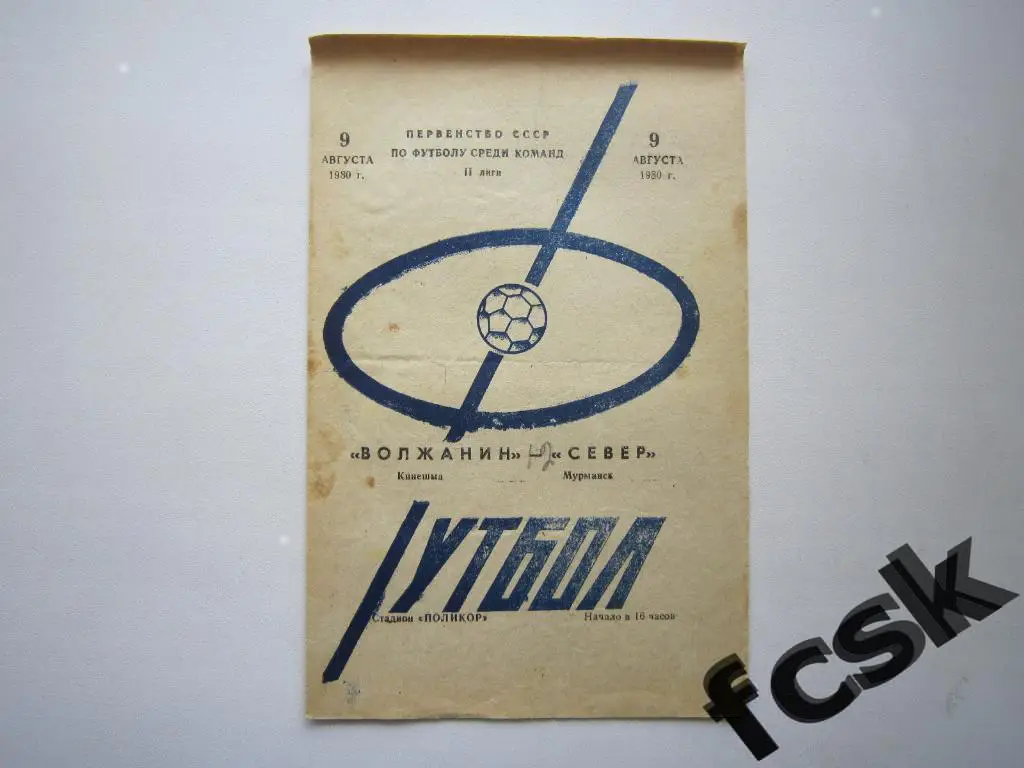 9
АВГУСТА
1980 г.
ПЕРВЕНСТВО СССР
ПО ФУТБОЛУ СРЕДИ КОМАНД
II лиги
9
АВГУСТА
1980 г.
«ВОЛЖАНИН» — «СЕВЕР»
Кинешма Мурманск
ФУТБОЛ
Стадион «ПОЛИКОР» Начало в 16 часов
fcsk